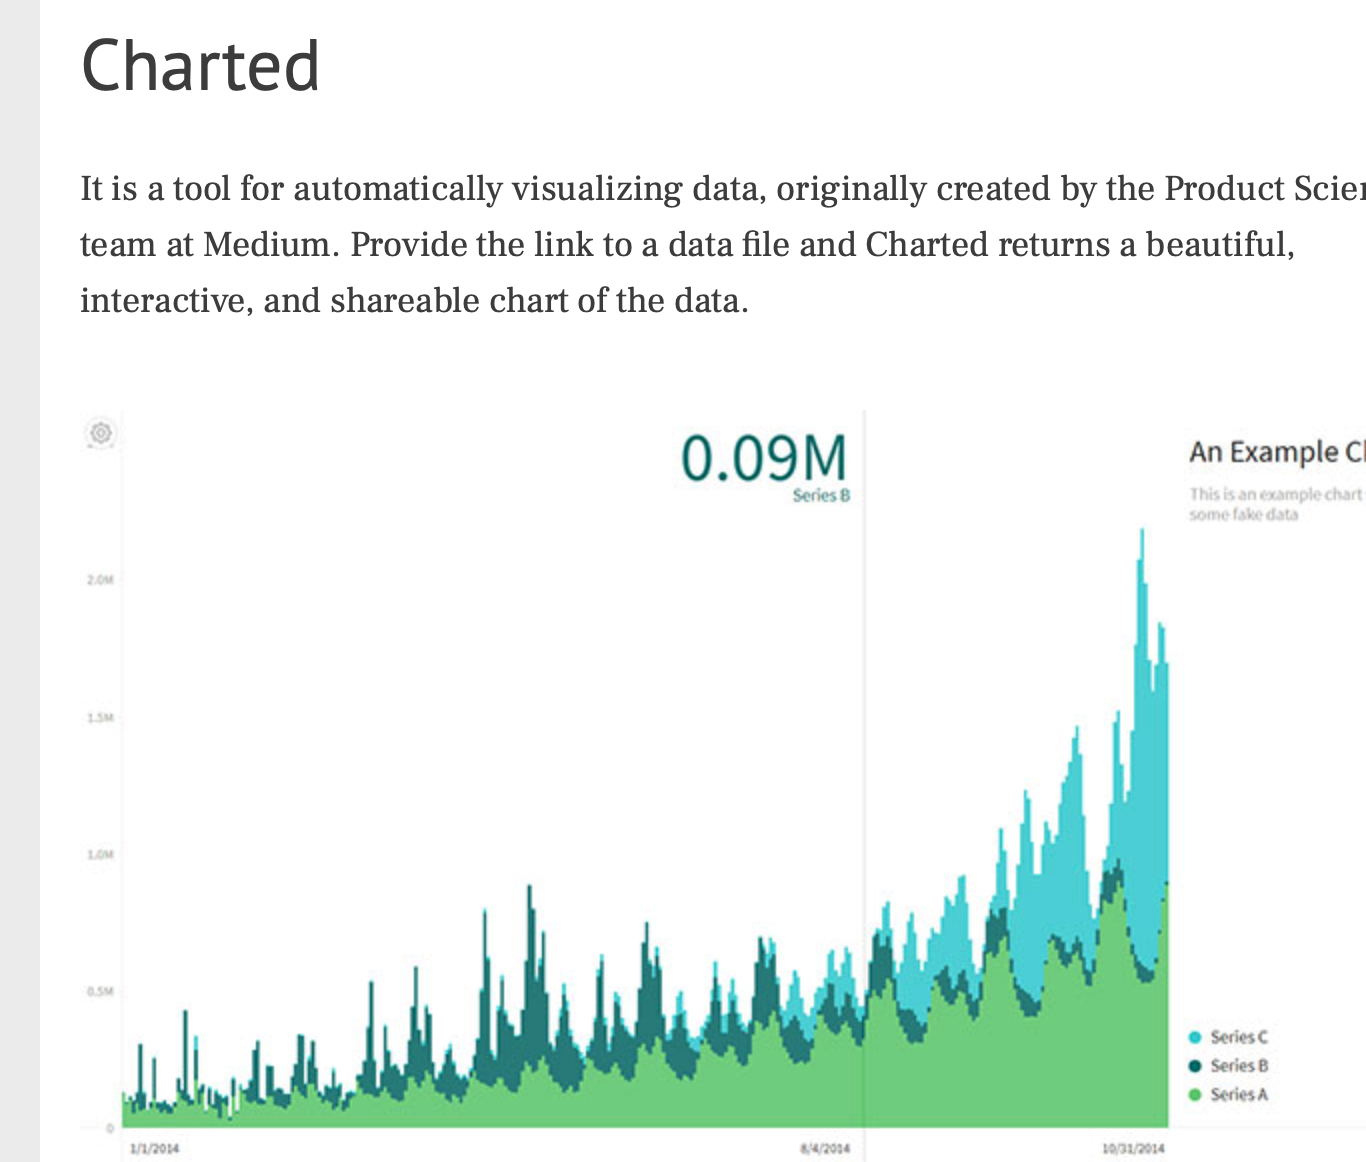 Charted
It is a tool for automatically visualizing data, originally created by the Product
team at Medium. Provide the link to a data file and Charted returns a beautiful,
interactive, and shareable chart of the data.
0.09M
Series B
An Example
This is an example chart
some fake data
2.0M
1.5M
1.0M
0.5M
0
Series C
Series B
Series A
1/1/2014
8/4/2014
10/31/2014